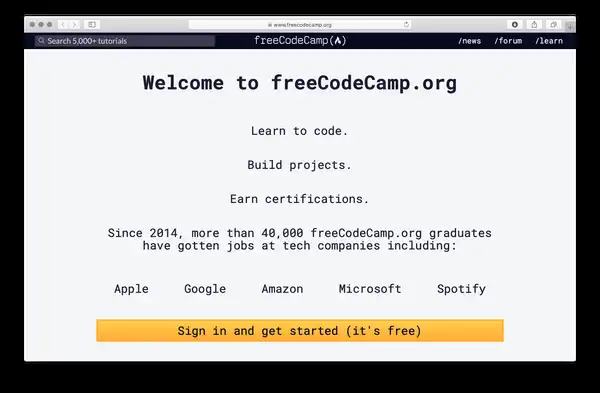 www.freecodecamp.org
Search 5,000+ tutorials
freeCodeCamp(🔥)
/news /forum /learn
Welcome to freeCodeCamp.org
Learn to code.
Build projects.
Earn certifications.
Since 2014, more than 40,000 freeCodeCamp.org graduates
have gotten jobs at tech companies including:
Apple Google Amazon Microsoft Spotify
Sign in and get started (it's free)